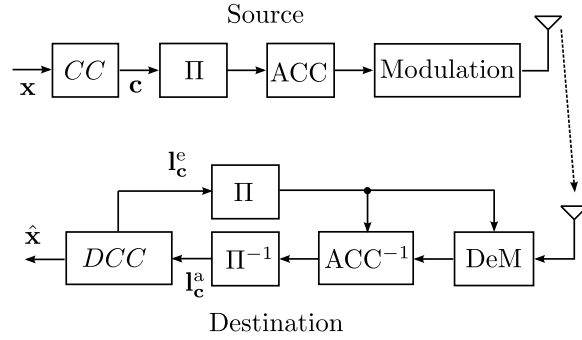 Source
CC Π ACC Modulation
x c
l_c^e
Π
x̂
DCC Π⁻¹ ACC⁻¹ DeM
l_c^a
Destination